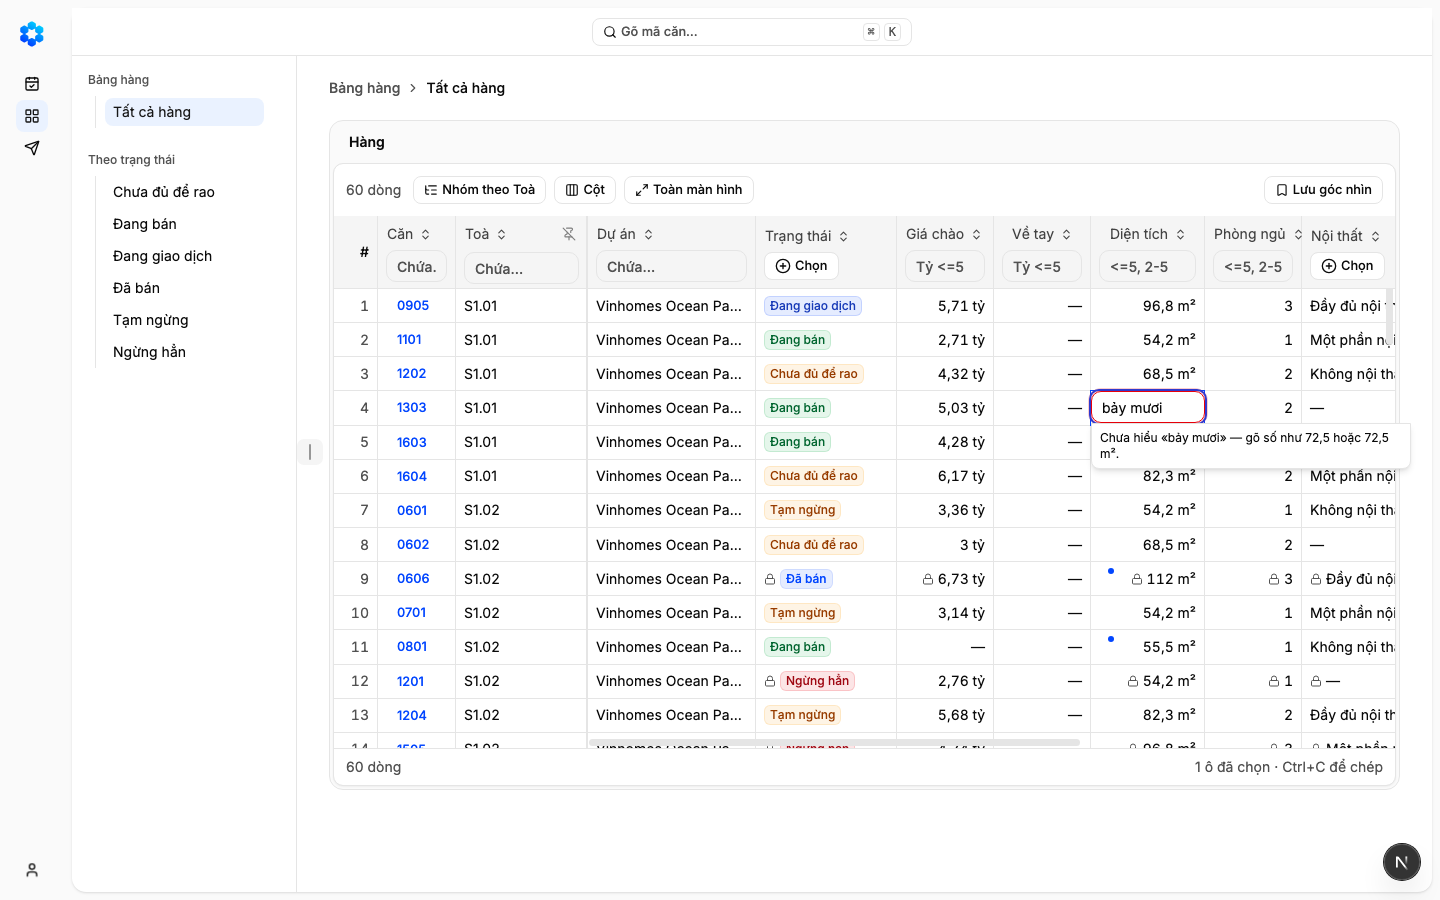 Gõ mã căn... ⌘ K
Bảng hàng
Tất cả hàng
Theo trạng thái
Chưa đủ để rao
Đang bán
Đang giao dịch
Đã bán
Tạm ngừng
Ngừng hẳn
Bảng hàng > Tất cả hàng
Hàng
60 dòng Nhóm theo Toà Cột Toàn màn hình Lưu góc nhìn
# Căn Toà Dự án Trạng thái Giá chào Về tay Diện tích Phòng ngủ Nội thất
Chứa. Chứa... Chứa... Chọn Tỷ <=5 Tỷ <=5 <=5, 2-5 <=5, 2-5 Chọn
1 0905 S1.01 Vinhomes Ocean Pa... Đang giao dịch 5,71 tỷ — 96,8 m² 3 Đầy đủ nội
2 1101 S1.01 Vinhomes Ocean Pa... Đang bán 2,71 tỷ — 54,2 m² 1 Một phần nội
3 1202 S1.01 Vinhomes Ocean Pa... Chưa đủ để rao 4,32 tỷ — 68,5 m² 2 Không nội thấ
4 1303 S1.01 Vinhomes Ocean Pa... Đang bán 5,03 tỷ — bảy mươi 2 —
Chưa hiểu «bảy mươi» — gõ số như 72,5 hoặc 72,5
m².
5 1603 S1.01 Vinhomes Ocean Pa... Đang bán 4,28 tỷ —
6 1604 S1.01 Vinhomes Ocean Pa... Chưa đủ để rao 6,17 tỷ — 82,3 m² 2 Một phần nội
7 0601 S1.02 Vinhomes Ocean Pa... Tạm ngừng 3,36 tỷ — 54,2 m² 1 Không nội thấ
8 0602 S1.02 Vinhomes Ocean Pa... Chưa đủ để rao 3 tỷ — 68,5 m² 2 —
9 0606 S1.02 Vinhomes Ocean Pa... Đã bán 6,73 tỷ — 112 m² 3 Đầy đủ nội
10 0701 S1.02 Vinhomes Ocean Pa... Tạm ngừng 3,14 tỷ — 54,2 m² 1 Một phần nội
11 0801 S1.02 Vinhomes Ocean Pa... Đang bán — — 55,5 m² 1 Không nội thấ
12 1201 S1.02 Vinhomes Ocean Pa... Ngừng hẳn 2,76 tỷ — 54,2 m² 1 —
13 1204 S1.02 Vinhomes Ocean Pa... Tạm ngừng 5,68 tỷ — 82,3 m² 2 Đầy đủ nội th
60 dòng 1 ô đã chọn · Ctrl+C để chép